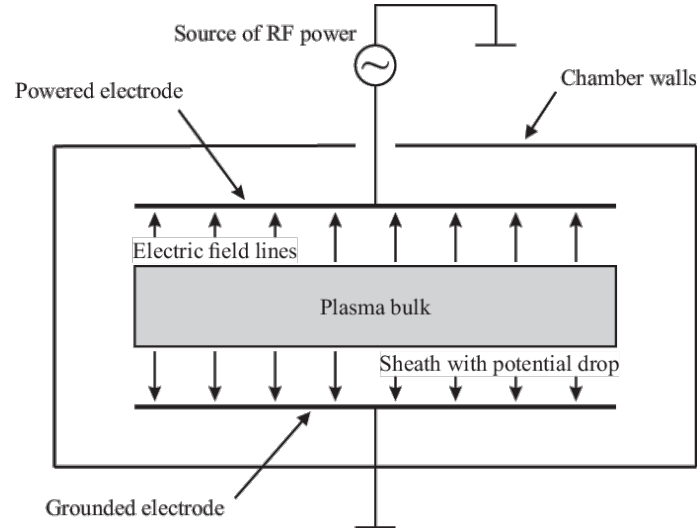 Source of RF power
Chamber walls
Powered electrode
Electric field lines
Plasma bulk
Sheath with potential drop
Grounded electrode